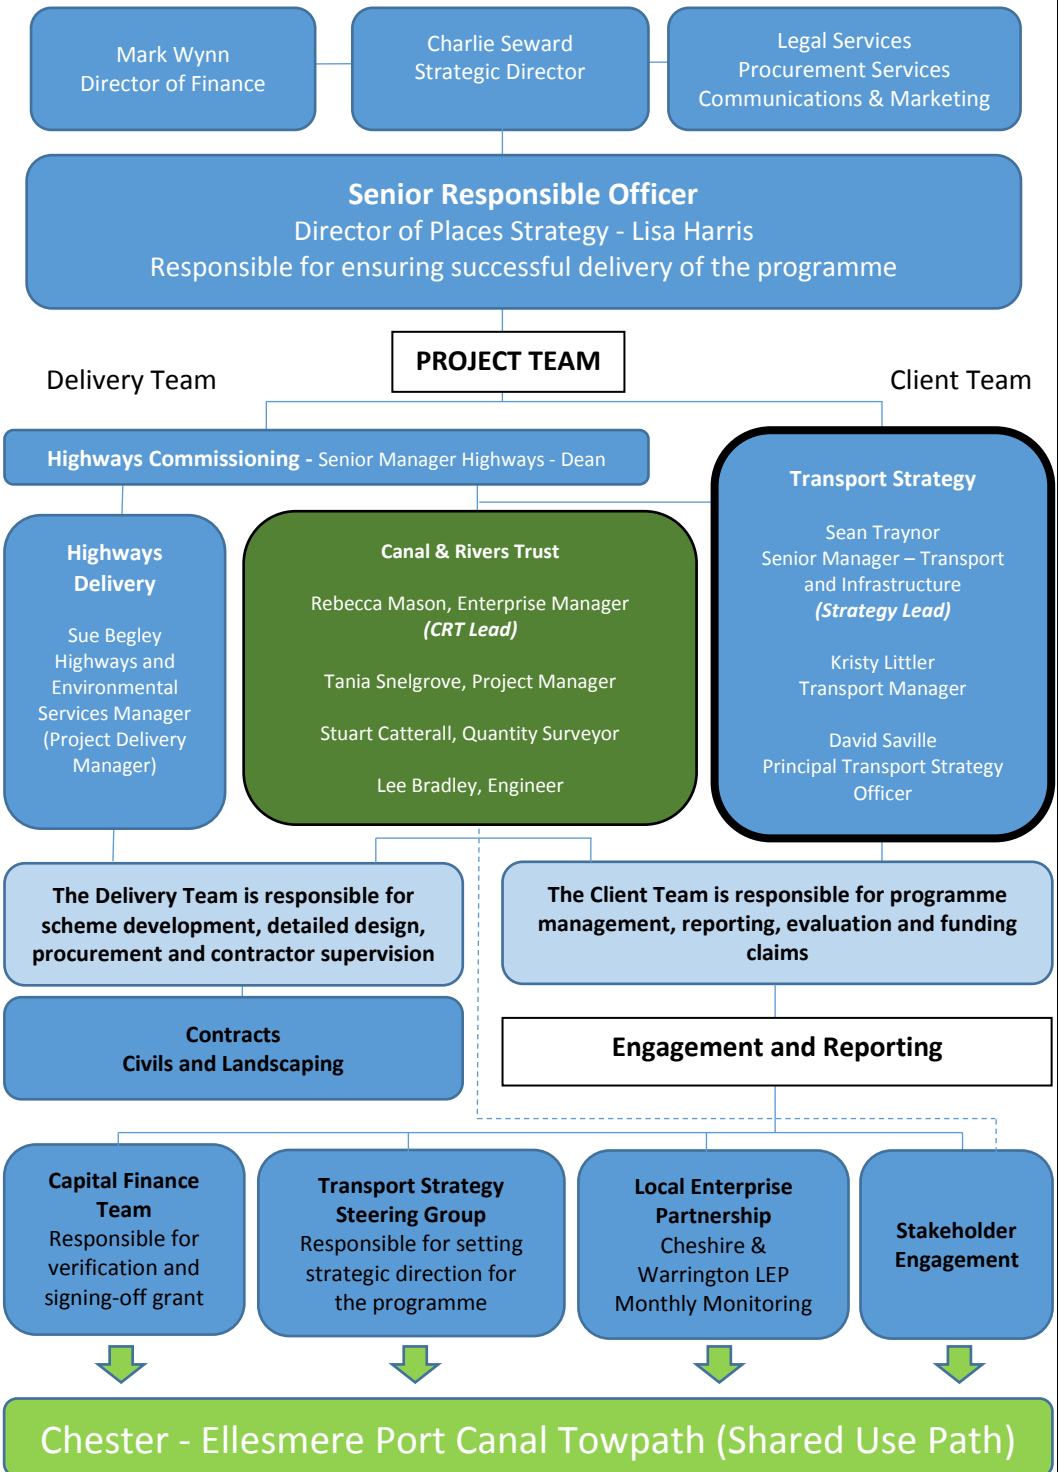 Mark Wynn
Director of Finance
Charlie Seward
Strategic Director
Legal Services
Procurement Services
Communications & Marketing
Senior Responsible Officer
Director of Places Strategy - Lisa Harris
Responsible for ensuring successful delivery of the programme
PROJECT TEAM
Delivery Team
Client Team
Highways Commissioning - Senior Manager Highways - Dean
Highways
Delivery
Sue Begley
Highways and
Environmental
Services Manager
(Project Delivery
Manager)
Canal & Rivers Trust
Rebecca Mason, Enterprise Manager
(CRT Lead)
Tania Snelgrove, Project Manager
Stuart Catterall, Quantity Surveyor
Lee Bradley, Engineer
Transport Strategy
Sean Traynor
Senior Manager – Transport
and Infrastructure
(Strategy Lead)
Kristy Littler
Transport Manager
David Saville
Principal Transport Strategy
Officer
The Delivery Team is responsible for
scheme development, detailed design,
procurement and contractor supervision
The Client Team is responsible for programme
management, reporting, evaluation and funding
claims
Contracts
Civils and Landscaping
Engagement and Reporting
Capital Finance
Team
Responsible for
verification and
signing-off grant
Transport Strategy
Steering Group
Responsible for setting
strategic direction for
the programme
Local Enterprise
Partnership
Cheshire &
Warrington LEP
Monthly Monitoring
Stakeholder
Engagement
Chester - Ellesmere Port Canal Towpath (Shared Use Path)